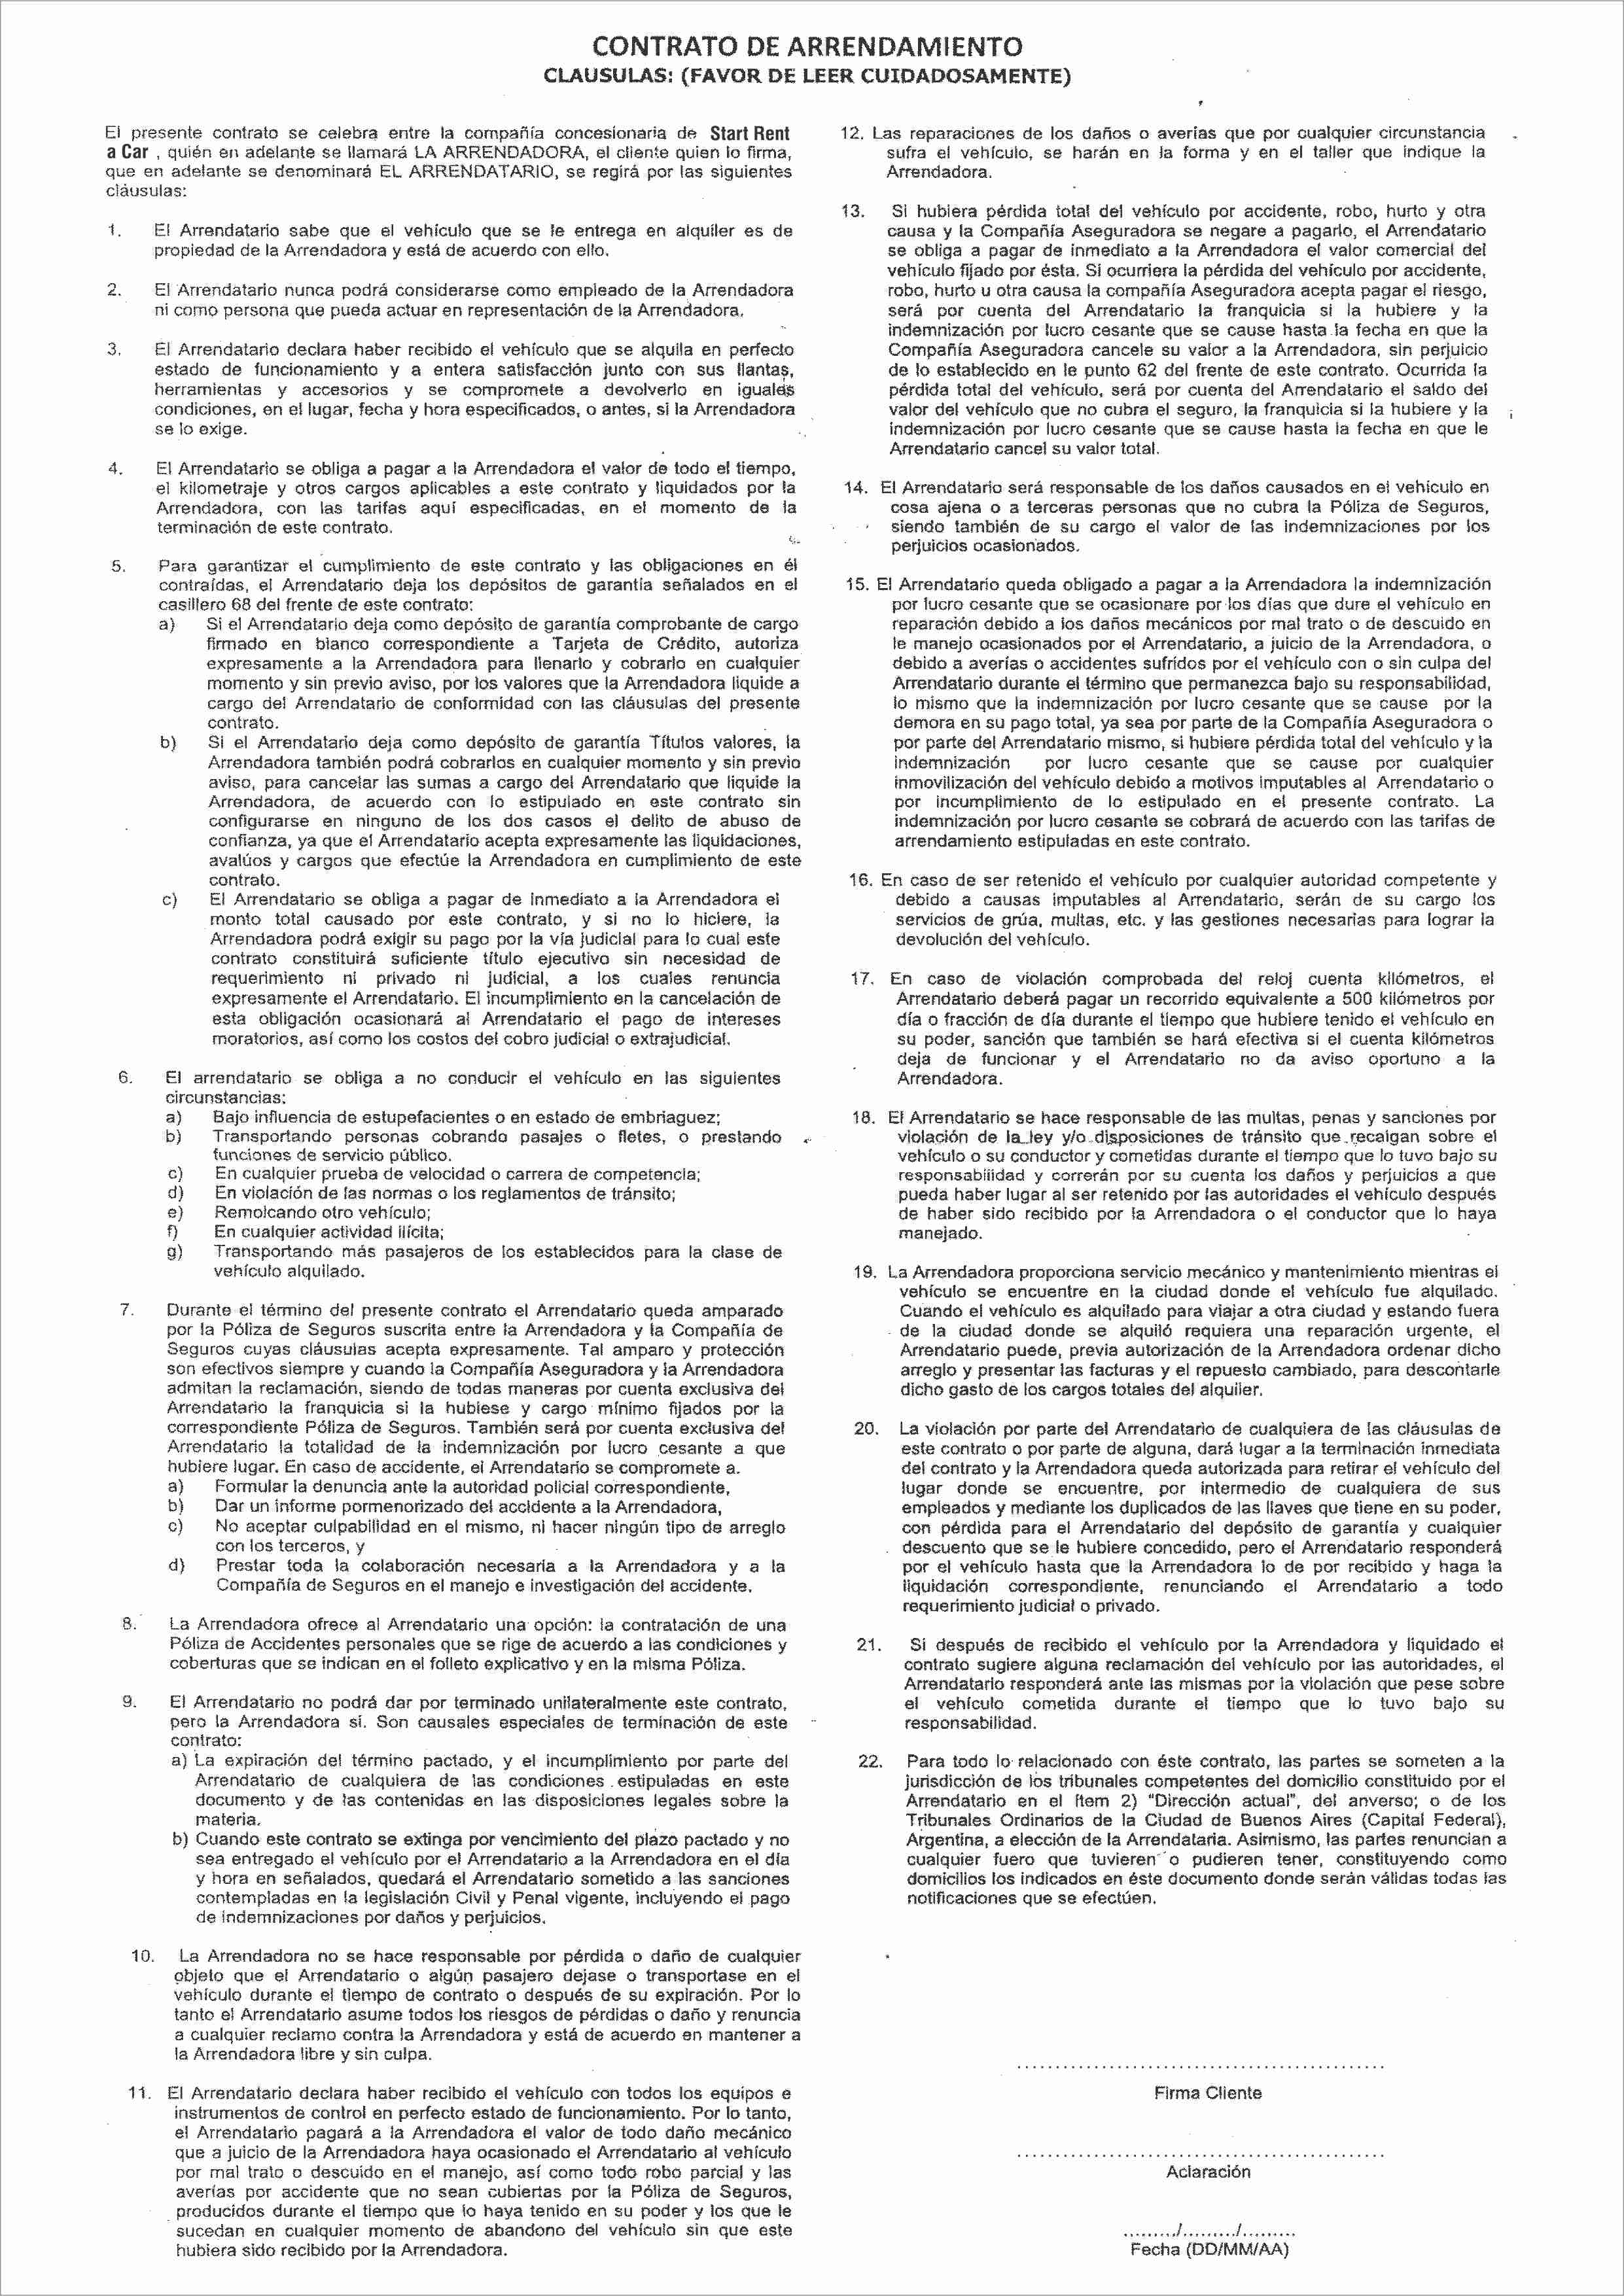 CONTRATO DE ARRENDAMIENTO
CLAUSULAS: (FAVOR DE LEER CUIDADOSAMENTE)
El presente contrato se celebra entre la compañía concesionaria de Start Rent
a Car , quién en adelante se llamará LA ARRENDADORA, el cliente quien lo firma,
que en adelante se denominará EL ARRENDATARIO, se regirá por las siguientes
cláusulas:
1. El Arrendatario sabe que el vehículo que se le entrega en alquiler es de
propiedad de la Arrendadora y está de acuerdo con ello.
2. El Arrendatario nunca podrá considerarse como empleado de la Arrendadora
ni como persona que pueda actuar en representación de la Arrendadora.
3. El Arrendatario declara haber recibido el vehículo que se alquila en perfecto
estado de funcionamiento y a entera satisfacción junto con sus llantas,
herramientas y accesorios y se compromete a devolverlo en iguales
condiciones, en el lugar, fecha y hora especificados, o antes, si la Arrendadora
se lo exige.
4. El Arrendatario se obliga a pagar a la Arrendadora el valor de todo el tiempo,
el kilometraje y otros cargos aplicables a este contrato y liquidados por la
Arrendadora, con las tarifas aquí especificadas, en el momento de la
terminación de este contrato.
5. Para garantizar el cumplimiento de este contrato y las obligaciones en él
contraídas, el Arrendatario deja los depósitos de garantía señalados en el
casillero 68 del frente de este contrato:
a) Si el Arrendatario deja como depósito de garantía comprobante de cargo
firmado en blanco correspondiente a Tarjeta de Crédito, autoriza
expresamente a la Arrendadora para llenarlo y cobrarlo en cualquier
momento y sin previo aviso, por los valores que la Arrendadora liquide a
cargo del Arrendatario de conformidad con las cláusulas del presente
contrato.
b) Si el Arrendatario deja como depósito de garantía Títulos valores, la
Arrendadora también podrá cobrarlos en cualquier momento y sin previo
aviso, para cancelar las sumas a cargo del Arrendatario que liquide la
Arrendadora, de acuerdo con lo estipulado en este contrato sin
configurarse en ninguno de los dos casos el delito de abuso de
confianza, ya que el Arrendatario acepta expresamente las liquidaciones,
avalúos y cargos que efectúe la Arrendadora en cumplimiento de este
contrato.
c) El Arrendatario se obliga a pagar de inmediato a la Arrendadora el
monto total causado por este contrato, y si no lo hiciere, la
Arrendadora podrá exigir su pago por la vía judicial para lo cual este
contrato constituirá suficiente título ejecutivo sin necesidad de
requerimiento ni privado ni judicial, a los cuales renuncia
expresamente el Arrendatario. El incumplimiento en la cancelación de
esta obligación ocasionará al Arrendatario el pago de intereses
moratorios, así como los costos del cobro judicial o extrajudicial.
6. El arrendatario se obliga a no conducir el vehículo en las siguientes
circunstancias:
a) Bajo influencia de estupefacientes o en estado de embriaguez;
b) Transportando personas cobrando pasajes o fletes, o prestando
funciones de servicio público.
c) En cualquier prueba de velocidad o carrera de competencia;
d) En violación de las normas o los reglamentos de tránsito;
e) Remolcando otro vehículo;
f) En cualquier actividad ilícita;
g) Transportando más pasajeros de los establecidos para la clase de
vehículo alquilado.
7. Durante el término del presente contrato el Arrendatario queda amparado
por la Póliza de Seguros suscrita entre la Arrendadora y la Compañía de
Seguros cuyas cláusulas acepta expresamente. Tal amparo y protección
son efectivos siempre y cuando la Compañía Aseguradora y la Arrendadora
admitan la reclamación, siendo de todas maneras por cuenta exclusiva del
Arrendatario la franquicia si la hubiese y cargo mínimo fijados por la
correspondiente Póliza de Seguros. También será por cuenta exclusiva del
Arrendatario la totalidad de la indemnización por lucro cesante a que
hubiere lugar. En caso de accidente, el Arrendatario se compromete a.
a) Formular la denuncia ante la autoridad policial correspondiente,
b) Dar un informe pormenorizado del accidente a la Arrendadora,
c) No aceptar culpabilidad en el mismo, ni hacer ningún tipo de arreglo
con los terceros, y
d) Prestar toda la colaboración necesaria a la Arrendadora y a la
Compañía de Seguros en el manejo e investigación del accidente.
8. La Arrendadora ofrece al Arrendatario una opción: la contratación de una
Póliza de Accidentes personales que se rige de acuerdo a las condiciones y
coberturas que se indican en el folleto explicativo y en la misma Póliza.
9. El Arrendatario no podrá dar por terminado unilateralmente este contrato,
pero la Arrendadora sí. Son causales especiales de terminación de este
contrato:
a) La expiración del término pactado, y el incumplimiento por parte del
Arrendatario de cualquiera de las condiciones estipuladas en este
documento y de las contenidas en las disposiciones legales sobre la
materia.
b) Cuando este contrato se extinga por vencimiento del plazo pactado y no
sea entregado el vehículo por el Arrendatario a la Arrendadora en el día
y hora en señalados, quedará el Arrendatario sometido a las sanciones
contempladas en la legislación Civil y Penal vigente, incluyendo el pago
de indemnizaciones por daños y perjuicios.
10. La Arrendadora no se hace responsable por pérdida o daño de cualquier
objeto que el Arrendatario o algún pasajero dejase o transportase en el
vehículo durante el tiempo de contrato o después de su expiración. Por lo
tanto el Arrendatario asume todos los riesgos de pérdidas o daño y renuncia
a cualquier reclamo contra la Arrendadora y está de acuerdo en mantener a
la Arrendadora libre y sin culpa.
11. El Arrendatario declara haber recibido el vehículo con todos los equipos e
instrumentos de control en perfecto estado de funcionamiento. Por lo tanto,
el Arrendatario pagará a la Arrendadora el valor de todo daño mecánico
que a juicio de la Arrendadora haya ocasionado el Arrendatario al vehículo
por mal trato o descuido en el manejo, así como todo robo parcial y las
averías por accidente que no sean cubiertas por la Póliza de Seguros,
producidos durante el tiempo que lo haya tenido en su poder y los que le
sucedan en cualquier momento de abandono del vehículo sin que este
hubiera sido recibido por la Arrendadora.
12. Las reparaciones de los daños o averías que por cualquier circunstancia
sufra el vehículo, se harán en la forma y en el taller que indique la
Arrendadora.
13. Si hubiera pérdida total del vehículo por accidente, robo, hurto y otra
causa y la Compañía Aseguradora se negare a pagarlo, el Arrendatario
se obliga a pagar de inmediato a la Arrendadora el valor comercial del
vehículo fijado por ésta. Si ocurriera la pérdida del vehículo por accidente,
robo, hurto u otra causa la compañía Aseguradora acepta pagar el riesgo,
será por cuenta del Arrendatario la franquicia si la hubiere y la
indemnización por lucro cesante que se cause hasta la fecha en que la
Compañía Aseguradora cancele su valor a la Arrendadora, sin perjuicio
de lo establecido en le punto 62 del frente de este contrato. Ocurrida la
pérdida total del vehículo, será por cuenta del Arrendatario el saldo del
valor del vehículo que no cubra el seguro, la franquicia si la hubiere y la
indemnización por lucro cesante que se cause hasta la fecha en que le
Arrendatario cancel su valor total.
14. El Arrendatario será responsable de los daños causados en el vehículo en
cosa ajena o a terceras personas que no cubra la Póliza de Seguros,
siendo también de su cargo el valor de las indemnizaciones por los
perjuicios ocasionados.
15. El Arrendatario queda obligado a pagar a la Arrendadora la indemnización
por lucro cesante que se ocasionare por los días que dure el vehículo en
reparación debido a los daños mecánicos por mal trato o de descuido en
le manejo ocasionados por el Arrendatario, a juicio de la Arrendadora, o
debido a averías o accidentes sufridos por el vehículo con o sin culpa del
Arrendatario durante el término que permanezca bajo su responsabilidad,
lo mismo que la indemnización por lucro cesante que se cause por la
demora en su pago total, ya sea por parte de la Compañía Aseguradora o
por parte del Arrendatario mismo, si hubiere pérdida total del vehículo y la
indemnización por lucro cesante que se cause por cualquier
inmovilización del vehículo debido a motivos imputables al Arrendatario o
por incumplimiento de lo estipulado en el presente contrato. La
indemnización por lucro cesante se cobrará de acuerdo con las tarifas de
arrendamiento estipuladas en este contrato.
16. En caso de ser retenido el vehículo por cualquier autoridad competente y
debido a causas imputables al Arrendatario, serán de su cargo los
servicios de grúa, multas, etc. y las gestiones necesarias para lograr la
devolución del vehículo.
17. En caso de violación comprobada del reloj cuenta kilómetros, el
Arrendatario deberá pagar un recorrido equivalente a 500 kilómetros por
día o fracción de día durante el tiempo que hubiere tenido el vehículo en
su poder, sanción que también se hará efectiva si el cuenta kilómetros
deja de funcionar y el Arrendatario no da aviso oportuno a la
Arrendadora.
18. El Arrendatario se hace responsable de las multas, penas y sanciones por
violación de la ley y/o disposiciones de tránsito que recaigan sobre el
vehículo o su conductor y cometidas durante el tiempo que lo tuvo bajo su
responsabilidad y correrán por su cuenta los daños y perjuicios a que
pueda haber lugar al ser retenido por las autoridades el vehículo después
de haber sido recibido por la Arrendadora o el conductor que lo haya
manejado.
19. La Arrendadora proporciona servicio mecánico y mantenimiento mientras el
vehículo se encuentre en la ciudad donde el vehículo fue alquilado.
Cuando el vehículo es alquilado para viajar a otra ciudad y estando fuera
de la ciudad donde se alquiló requiera una reparación urgente, el
Arrendatario puede, previa autorización de la Arrendadora ordenar dicho
arreglo y presentar las facturas y el repuesto cambiado, para descontarle
dicho gasto de los cargos totales del alquiler.
20. La violación por parte del Arrendatario de cualquiera de las cláusulas de
este contrato o por parte de alguna, dará lugar a la terminación inmediata
del contrato y la Arrendadora queda autorizada para retirar el vehículo del
lugar donde se encuentre, por intermedio de cualquiera de sus
empleados y mediante los duplicados de las llaves que tiene en su poder,
con pérdida para el Arrendatario del depósito de garantía y cualquier
descuento que se le hubiere concedido, pero el Arrendatario responderá
por el vehículo hasta que la Arrendadora lo de por recibido y haga la
liquidación correspondiente, renunciando el Arrendatario a todo
requerimiento judicial o privado.
21. Si después de recibido el vehículo por la Arrendadora y liquidado el
contrato sugiere alguna reclamación del vehículo por las autoridades, el
Arrendatario responderá ante las mismas por la violación que pese sobre
el vehículo cometida durante el tiempo que lo tuvo bajo su
responsabilidad.
22. Para todo lo relacionado con éste contrato, las partes se someten a la
jurisdicción de los tribunales competentes del domicilio constituido por el
Arrendatario en el Item 2) "Dirección actual", del anverso; o de los
Tribunales Ordinarios de la Ciudad de Buenos Aires (Capital Federal),
Argentina, a elección de la Arrendataria. Asimismo, las partes renuncian a
cualquier fuero que tuvieren o pudieren tener, constituyendo como
domicilios los indicados en éste documento donde serán válidas todas las
notificaciones que se efectúen.
Firma Cliente
Aclaración
........./........./.........
Fecha (DD/MM/AA)